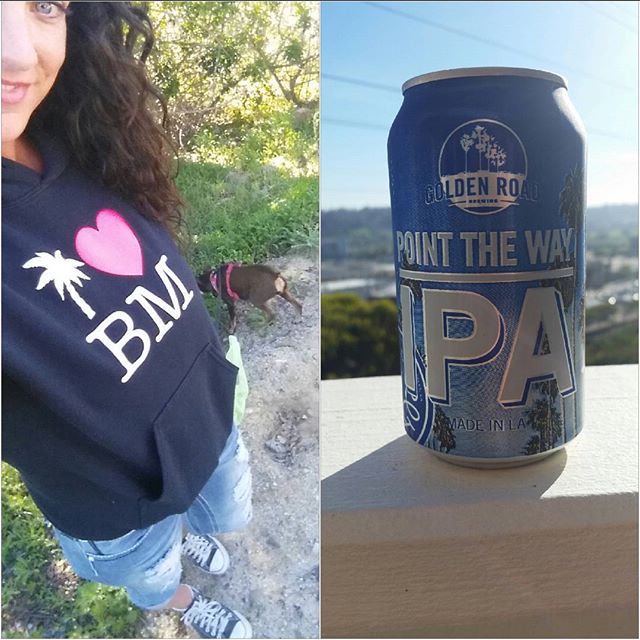 BM
GOLDEN ROAD
BREWING
POINT THE WAY
IPA
MADE IN LA